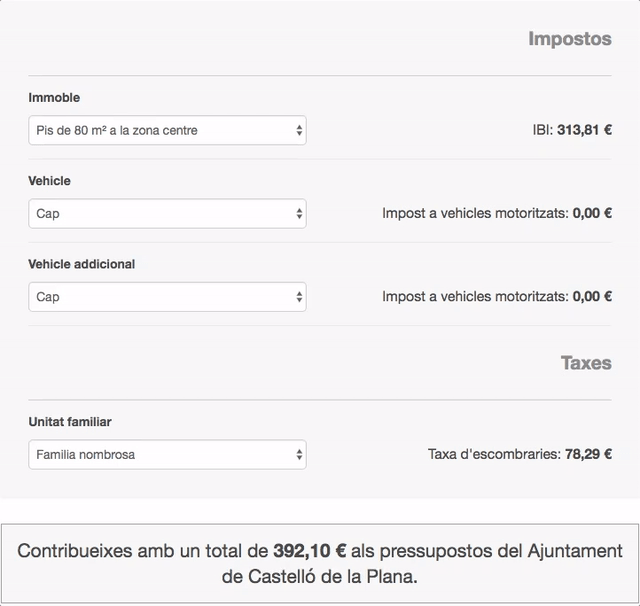 Impostos
Immoble
Pis de 80 m² a la zona centre
IBI: 313,81 €
Vehicle
Cap
Impost a vehicles motoritzats: 0,00 €
Vehicle addicional
Cap
Impost a vehicles motoritzats: 0,00 €
Taxes
Unitat familiar
Familia nombrosa
Taxa d'escombraries: 78,29 €
Contribueixes amb un total de 392,10 € als pressupostos del Ajuntament
de Castelló de la Plana.